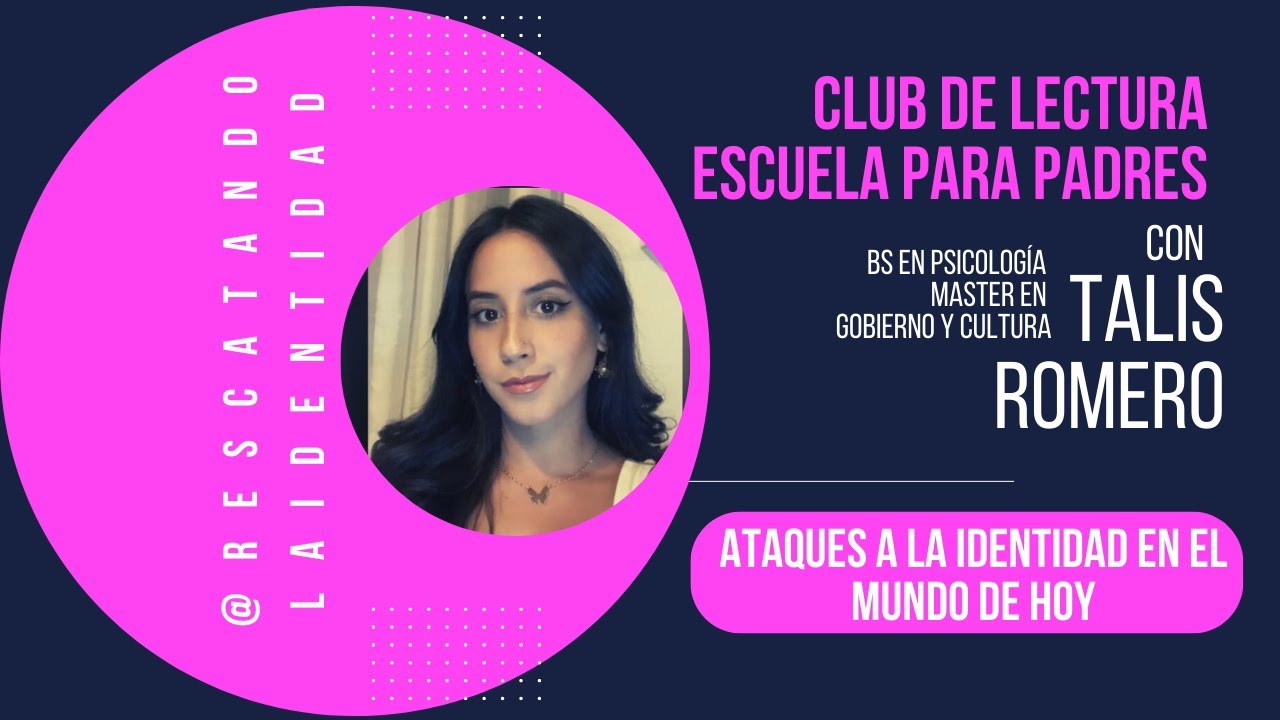 @RESCATANDO
LAIDENTIDAD
CLUB DE LECTURA
ESCUELA PARA PADRES
CON
TALIS
ROMERO
BS EN PSICOLOGÍA
MASTER EN
GOBIERNO Y CULTURA
ATAQUES A LA IDENTIDAD EN EL
MUNDO DE HOY